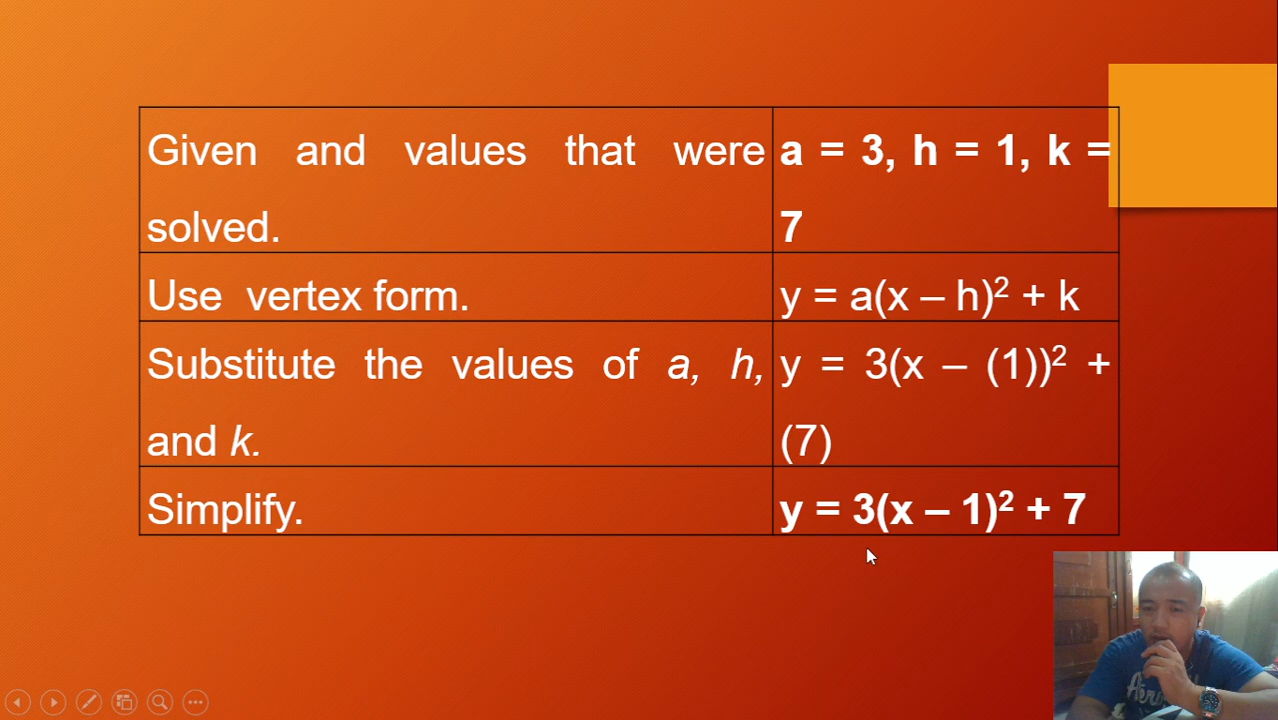 Given and values that were
solved.
a = 3, h = 1, k =
7
Use vertex form.
y = a(x – h)² + k
Substitute the values of a, h,
and k.
y = 3(x – (1))² +
(7)
Simplify.
y = 3(x – 1)² + 7